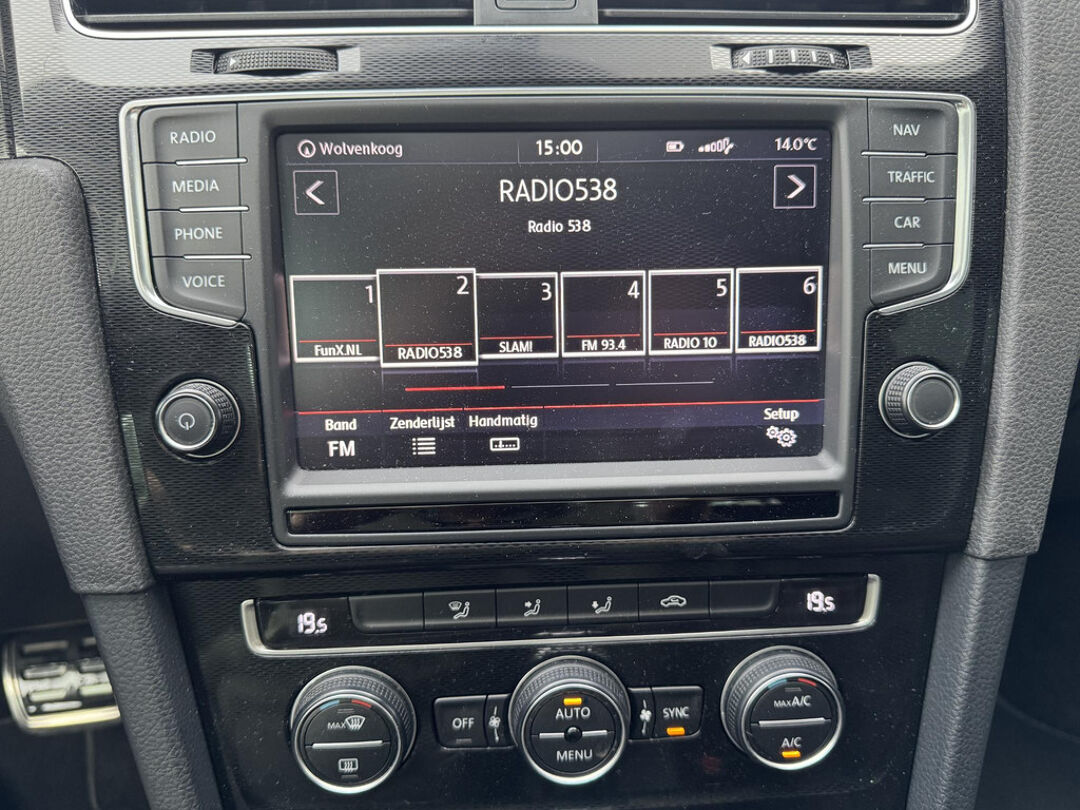 RADIO
MEDIA
PHONE
VOICE
NAV
TRAFFIC
CAR
MENU
Wolvenkoog 15:00 14.0°C
RADIO538
Radio 538
1 2 3 4 5 6
FunX.NL RADIO538 SLAM! FM 93.4 RADIO 10 RADIO538
Band Zenderlijst Handmatig Setup
FM
19.5 19.5
MAX OFF AUTO SYNC MAX A/C
MENU A/C